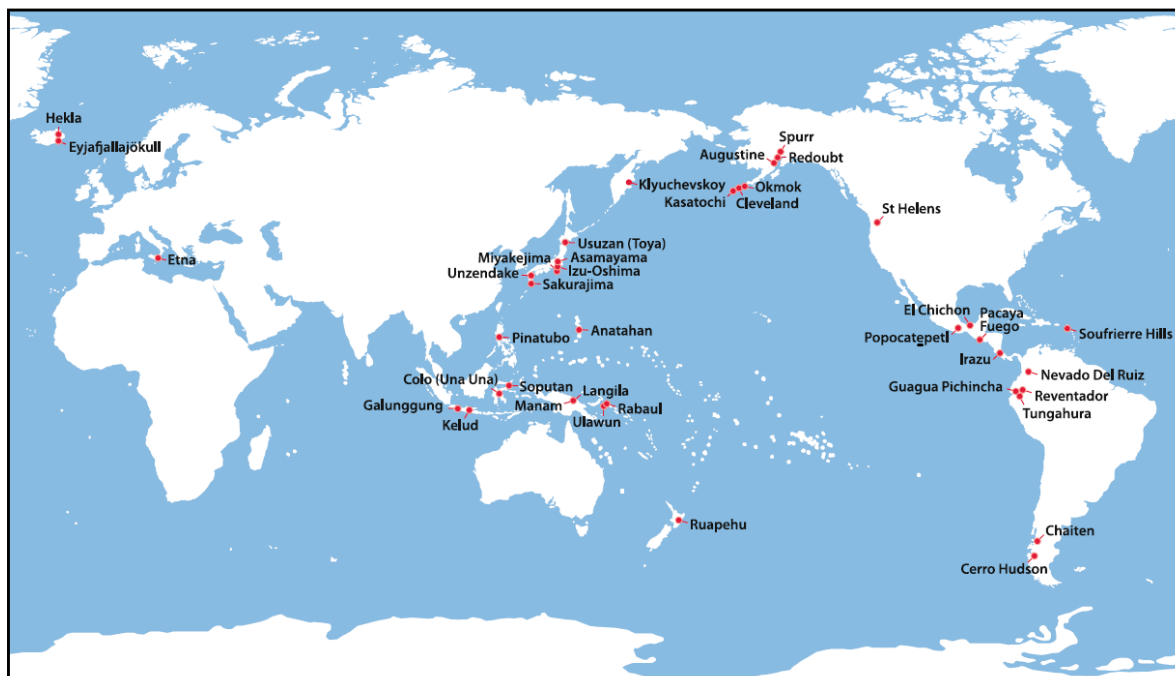 Hekla
Eyjafjallajökull
Etna
Spurr
Augustine
Redoubt
Klyuchevskoy
Okmok
Kasatochi
Cleveland
St Helens
Usuzan (Toya)
Miyakejima
Asamayama
Unzendake
Izu-Oshima
Sakurajima
El Chichon
Pacaya
Fuego
Popocatepetl
Soufrierre Hills
Irazu
Pinatubo
Anatahan
Nevado Del Ruiz
Colo (Una Una)
Soputan
Langila
Guagua Pichincha
Reventador
Galunggung
Manam
Rabaul
Tungahura
Kelud
Ulawun
Ruapehu
Chaiten
Cerro Hudson